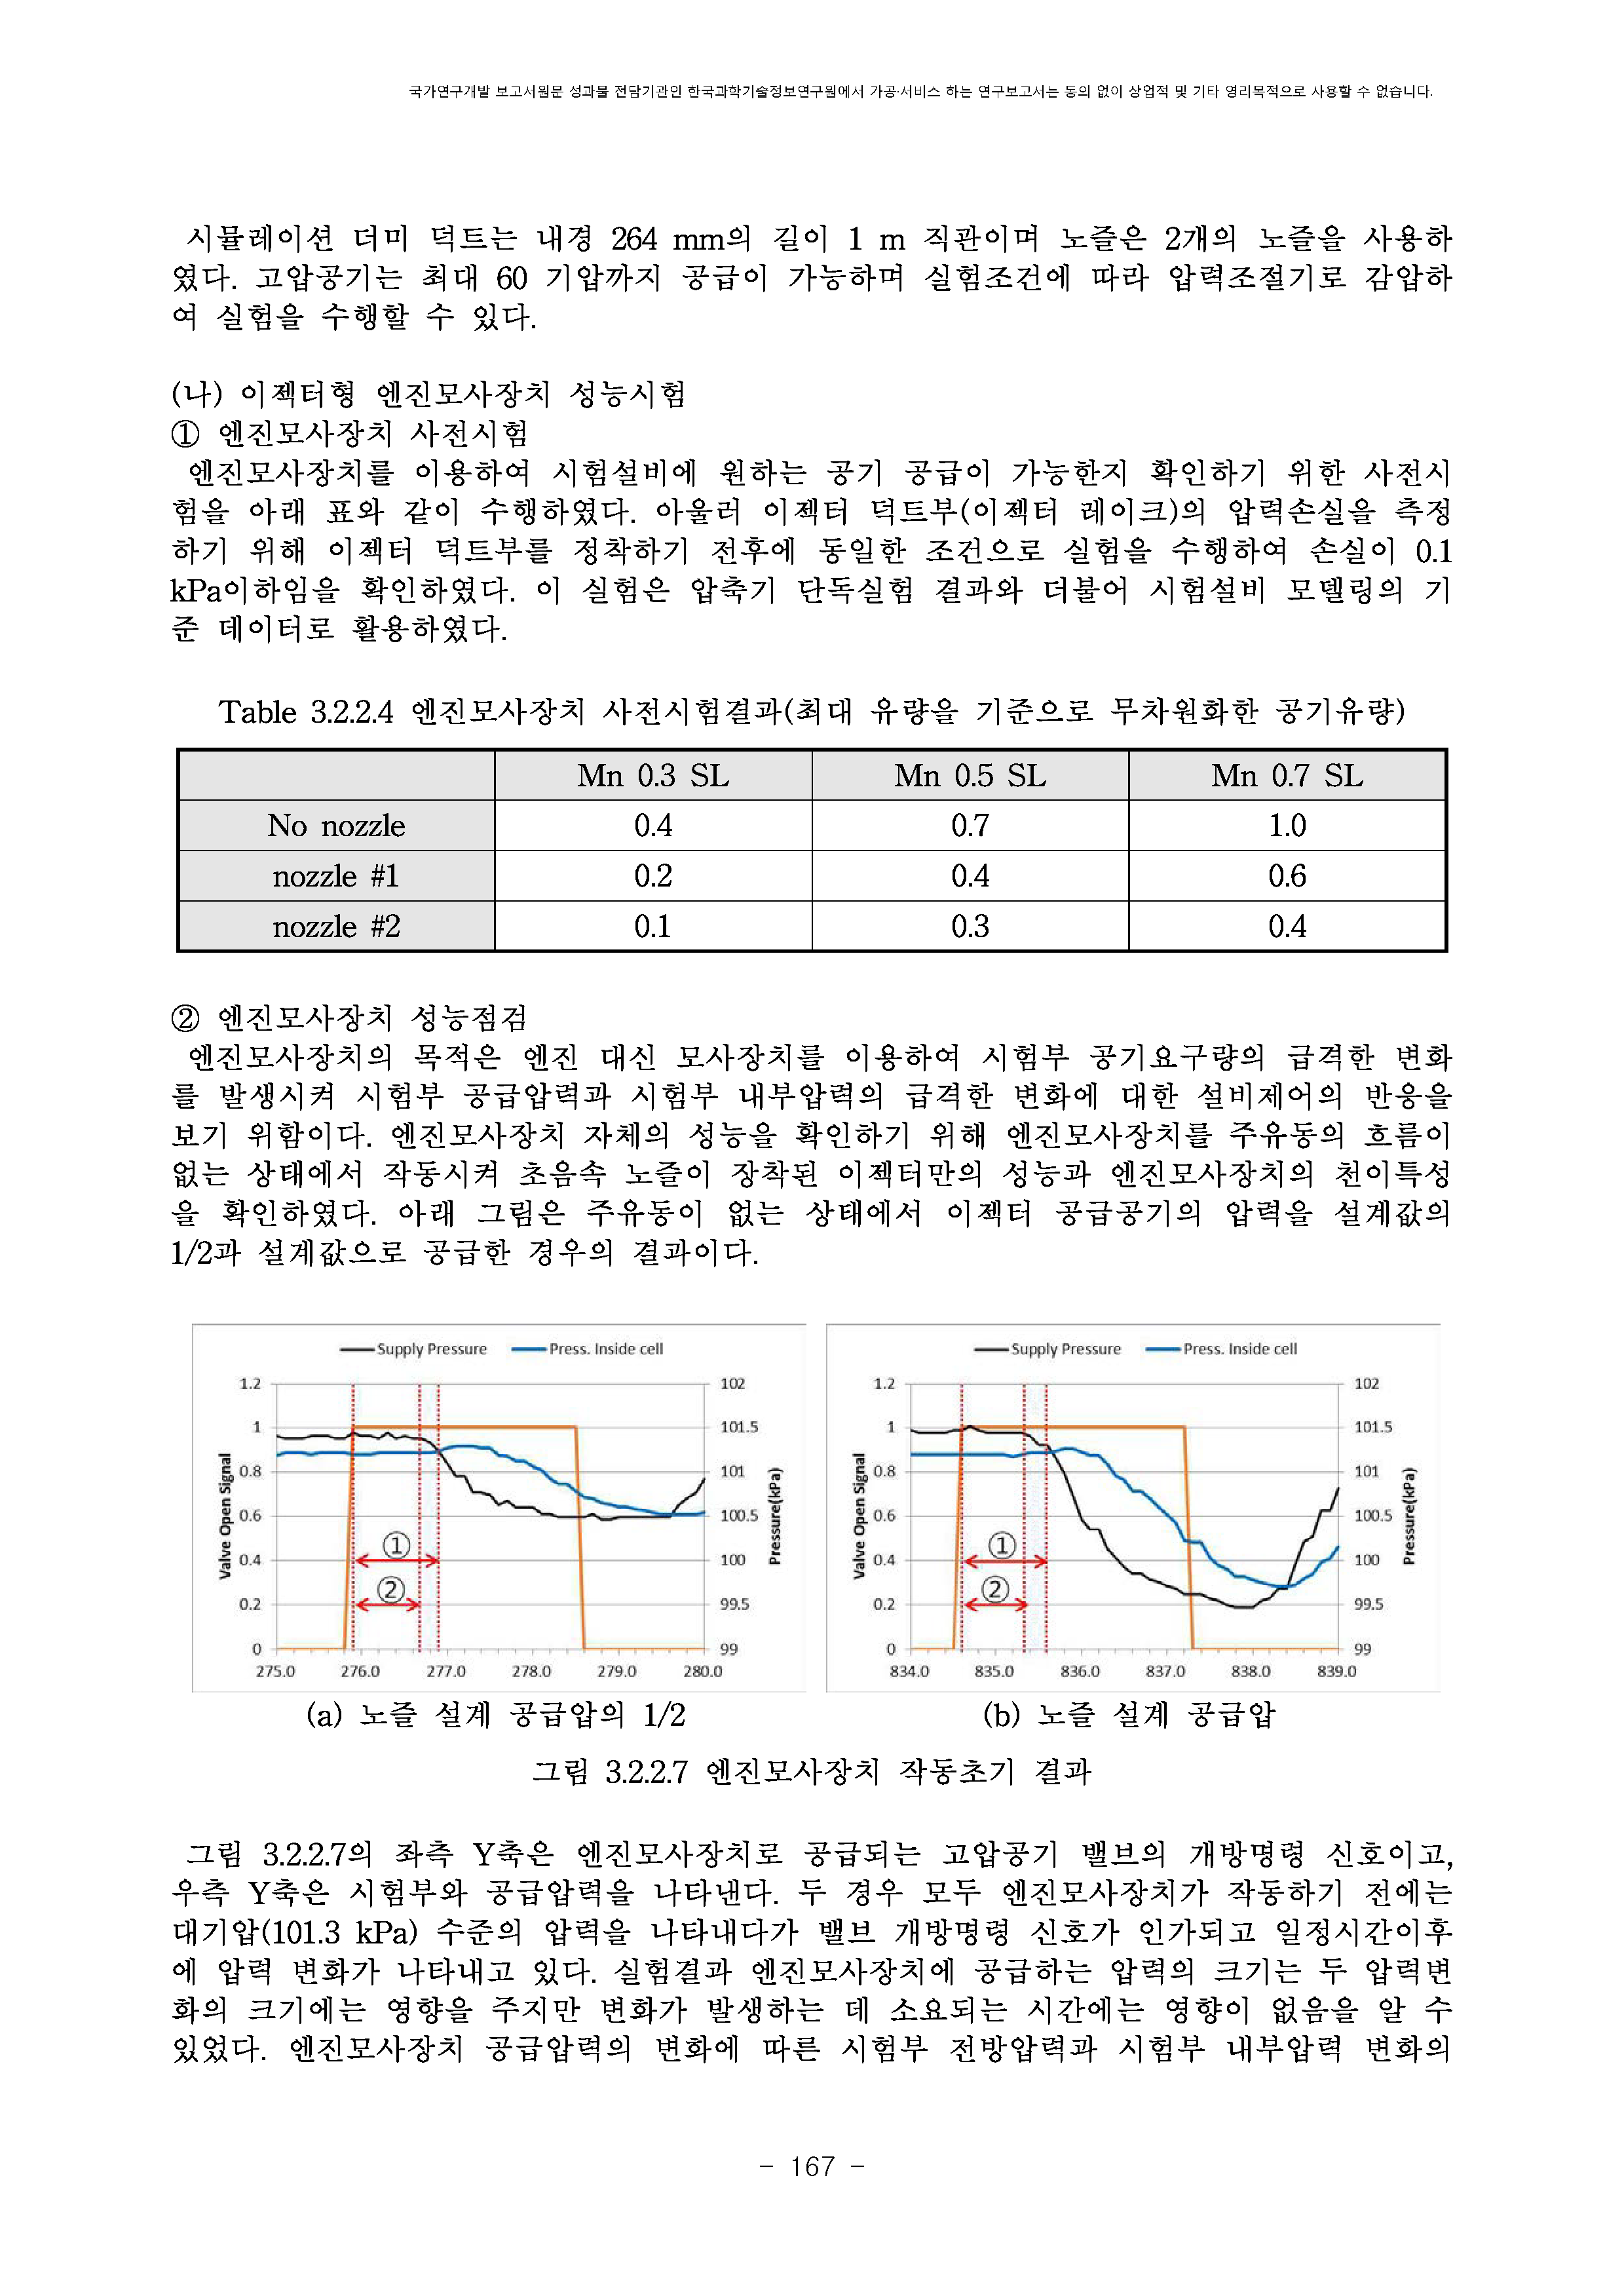 국가연구개발 보고서원문 성과물 전담기관인 한국과학기술정보연구원에서 가공·서비스 하는 연구보고서는 동의 없이 상업적 및 기타 영리목적으로 사용할 수 없습니다.
시뮬레이션 더미 덕트는 내경 264 mm의 길이 1 m 직관이며 노즐은 2개의 노즐을 사용하
였다. 고압공기는 최대 60 기압까지 공급이 가능하며 실험조건에 따라 압력조절기로 감압하
여 실험을 수행할 수 있다.
(나) 이젝터형 엔진모사장치 성능시험
① 엔진모사장치 사전시험
엔진모사장치를 이용하여 시험설비에 원하는 공기 공급이 가능한지 확인하기 위한 사전시
험을 아래 표와 같이 수행하였다. 아울러 이젝터 덕트부(이젝터 레이크)의 압력손실을 측정
하기 위해 이젝터 덕트부를 정착하기 전후에 동일한 조건으로 실험을 수행하여 손실이 0.1
kPa이하임을 확인하였다. 이 실험은 압축기 단독실험 결과와 더불어 시험설비 모델링의 기
준 데이터로 활용하였다.
Table 3.2.2.4 엔진모사장치 사전시험결과(최대 유량을 기준으로 무차원화한 공기유량)
Mn 0.3 SL Mn 0.5 SL Mn 0.7 SL
No nozzle 0.4 0.7 1.0
nozzle #1 0.2 0.4 0.6
nozzle #2 0.1 0.3 0.4
② 엔진모사장치 성능점검
엔진모사장치의 목적은 엔진 대신 모사장치를 이용하여 시험부 공기요구량의 급격한 변화
를 발생시켜 시험부 공급압력과 시험부 내부압력의 급격한 변화에 대한 설비제어의 반응을
보기 위함이다. 엔진모사장치 자체의 성능을 확인하기 위해 엔진모사장치를 주유동의 흐름이
없는 상태에서 작동시켜 초음속 노즐이 장착된 이젝터만의 성능과 엔진모사장치의 천이특성
을 확인하였다. 아래 그림은 주유동이 없는 상태에서 이젝터 공급공기의 압력을 설계값의
1/2과 설계값으로 공급한 경우의 결과이다.
Supply Pressure Press. Inside cell
1.2 102
1 101.5
0.8 101
0.6 100.5
0.4 100
0.2 99.5
0 99
275.0 276.0 277.0 278.0 279.0 280.0
Valve Open Signal
Pressure(kPa)
①
②
(a) 노즐 설계 공급압의 1/2
Supply Pressure Press. Inside cell
1.2 102
1 101.5
0.8 101
0.6 100.5
0.4 100
0.2 99.5
0 99
834.0 835.0 836.0 837.0 838.0 839.0
Valve Open Signal
Pressure(kPa)
①
②
(b) 노즐 설계 공급압
그림 3.2.2.7 엔진모사장치 작동초기 결과
그림 3.2.2.7의 좌측 Y축은 엔진모사장치로 공급되는 고압공기 밸브의 개방명령 신호이고,
우측 Y축은 시험부와 공급압력을 나타낸다. 두 경우 모두 엔진모사장치가 작동하기 전에는
대기압(101.3 kPa) 수준의 압력을 나타내다가 밸브 개방명령 신호가 인가되고 일정시간이후
에 압력 변화가 나타내고 있다. 실험결과 엔진모사장치에 공급하는 압력의 크기는 두 압력변
화의 크기에는 영향을 주지만 변화가 발생하는 데 소요되는 시간에는 영향이 없음을 알 수
있었다. 엔진모사장치 공급압력의 변화에 따른 시험부 전방압력과 시험부 내부압력 변화의
- 167 -